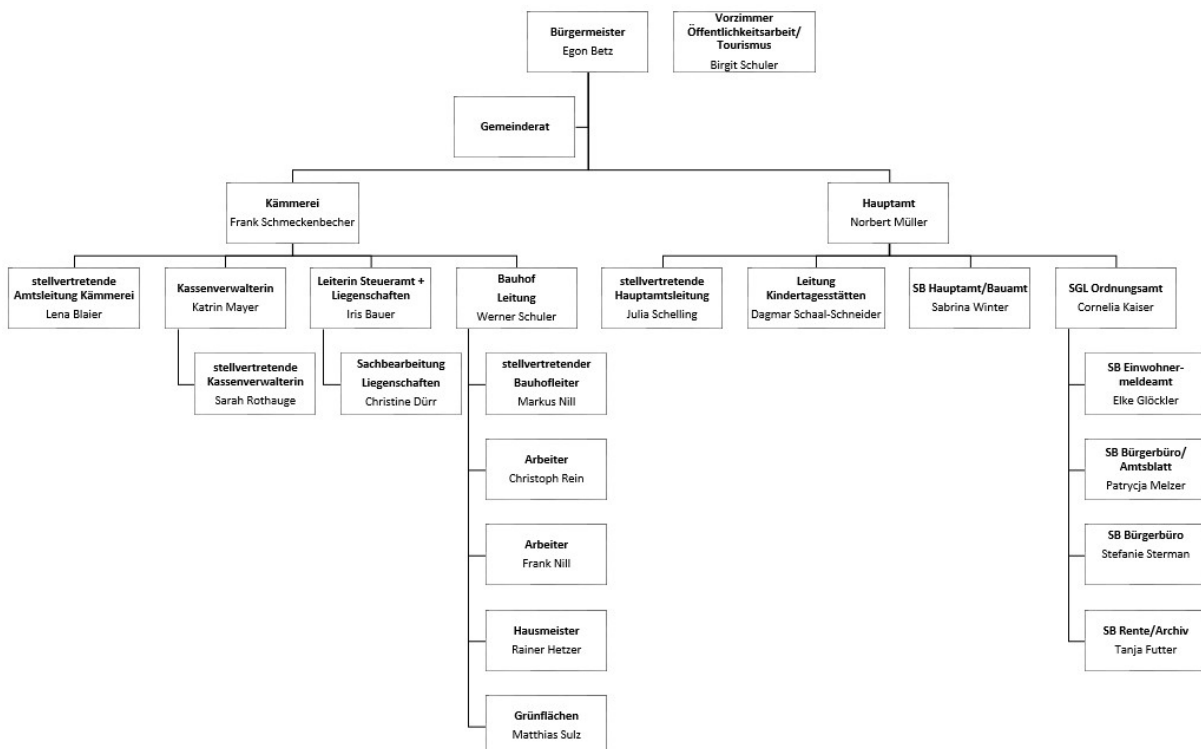 Bürgermeister
Egon Betz
Vorzimmer
Öffentlichkeitsarbeit/
Tourismus
Birgit Schuler
Gemeinderat
Kämmerei
Frank Schmeckenbecher
Hauptamt
Norbert Müller
stellvertretende
Amtsleitung Kämmerei
Lena Blaier
Kassenverwalterin
Katrin Mayer
Leiterin Steueramt +
Liegenschaften
Iris Bauer
Bauhof
Leitung
Werner Schuler
stellvertretende
Hauptamtsleitung
Julia Schelling
Leitung
Kindertagesstätten
Dagmar Schaal-Schneider
SB Hauptamt/Bauamt
Sabrina Winter
SGL Ordnungsamt
Cornelia Kaiser
stellvertretende
Kassenverwalterin
Sarah Rothauge
Sachbearbeitung
Liegenschaften
Christine Dürr
stellvertretender
Bauhofleiter
Markus Nill
SB Einwohner-
meldeamt
Elke Glöckler
Arbeiter
Christoph Rein
SB Bürgerbüro/
Amtsblatt
Patrycja Melzer
Arbeiter
Frank Nill
SB Bürgerbüro
Stefanie Sterman
Hausmeister
Rainer Hetzer
SB Rente/Archiv
Tanja Futter
Grünflächen
Matthias Sulz